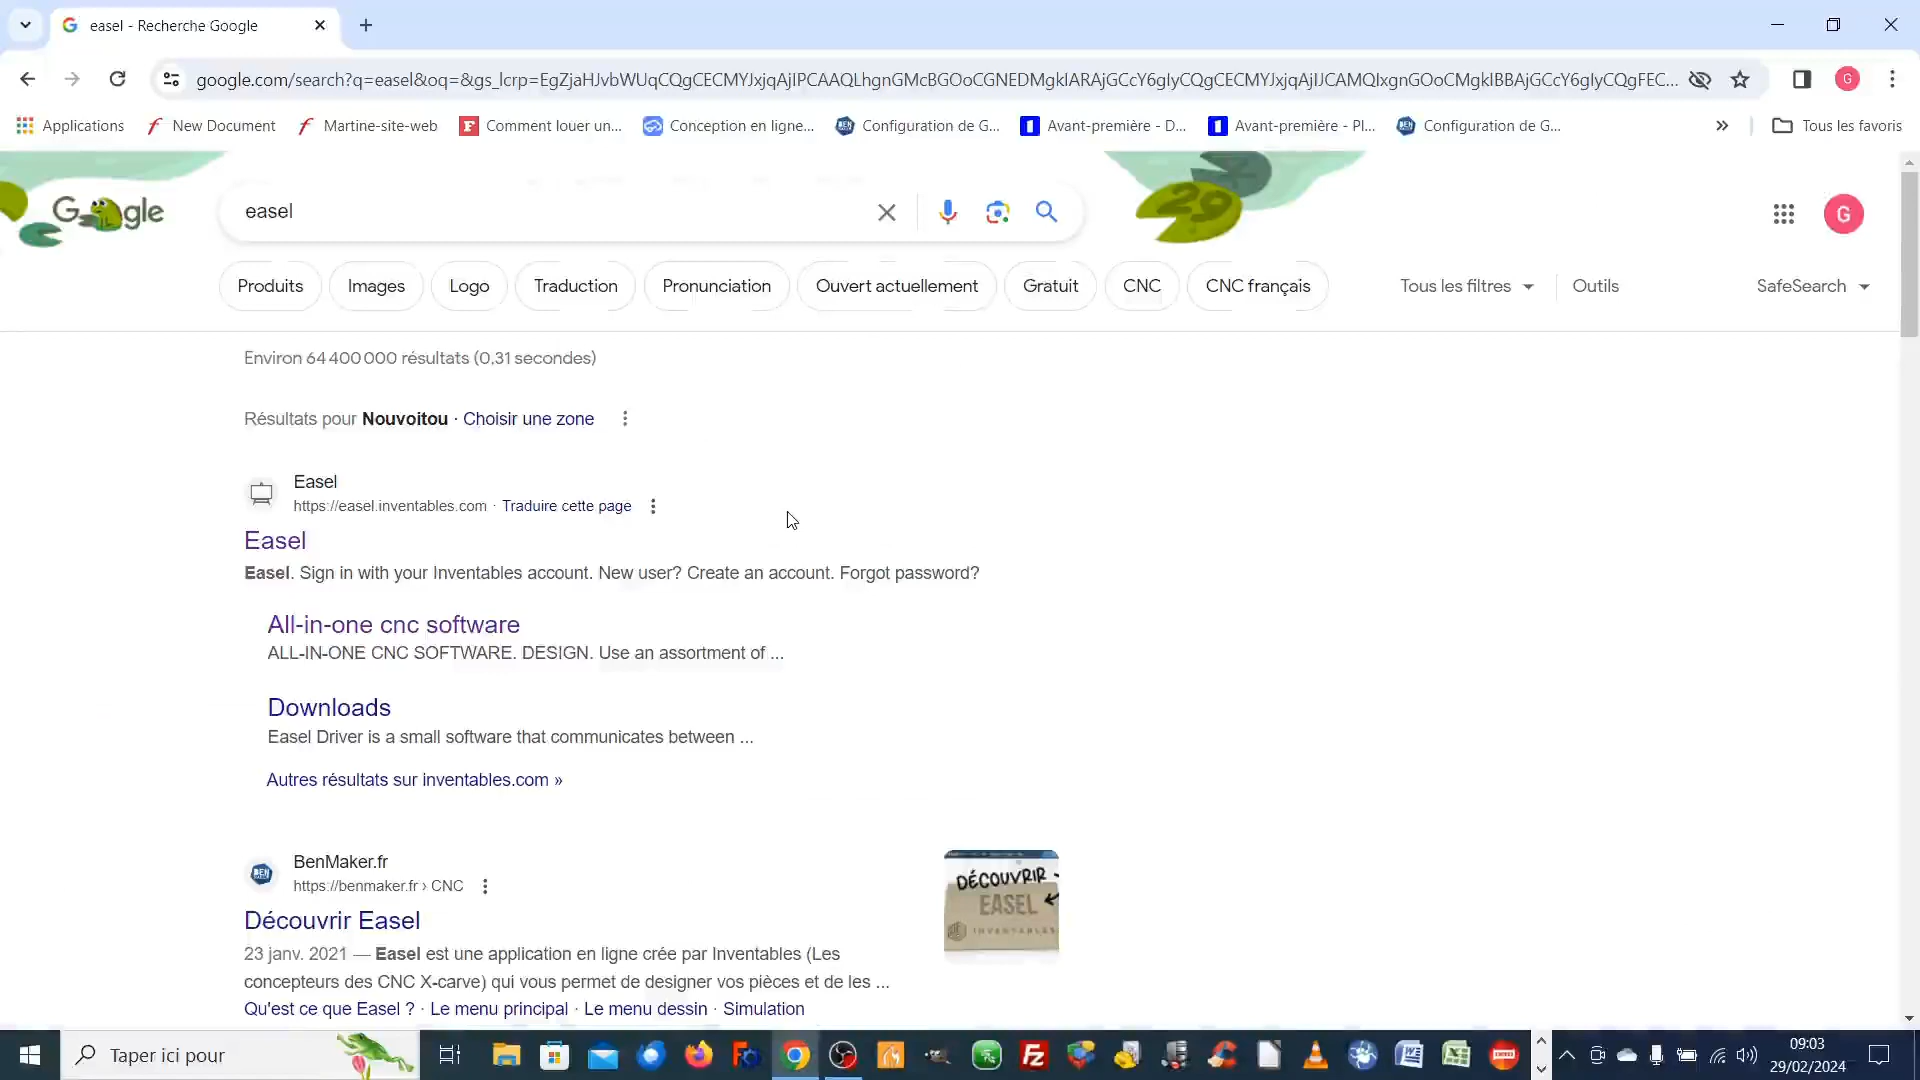 easel - Recherche Google
google.com/search?q=easel&oq=&gs_lcrp=EgZjaHJvbWUqCQgCECMYJxjqAjIPCAAQLhgnGMcBGOoCGNEDMgkIARAjGCcY6gIyCQgCECMYJxjqAjIJCAMQIxgnGOoCMgkIBBAjGCcY6gIyCQgFEC...
Applications
New Document
Martine-site-web
Comment louer un...
Conception en ligne...
Configuration de G...
Avant-première - D...
Avant-première - Pl...
Configuration de G...
Tous les favoris
Google
easel
29
G
Produits
Images
Logo
Traduction
Pronunciation
Ouvert actuellement
Gratuit
CNC
CNC français
Tous les filtres
Outils
SafeSearch
Environ 64 400 000 résultats (0,31 secondes)
Résultats pour Nouvoitou · Choisir une zone
Easel
https://easel.inventables.com · Traduire cette page
Easel
Easel. Sign in with your Inventables account. New user? Create an account. Forgot password?
All-in-one cnc software
ALL-IN-ONE CNC SOFTWARE. DESIGN. Use an assortment of ...
Downloads
Easel Driver is a small software that communicates between ...
Autres résultats sur inventables.com »
BenMaker.fr
https://benmaker.fr › CNC
Découvrir Easel
23 janv. 2021 — Easel est une application en ligne crée par Inventables (Les
concepteurs des CNC X-carve) qui vous permet de designer vos pièces et de les ...
Qu'est ce que Easel ? · Le menu principal · Le menu dessin · Simulation
DÉCOUVRIR
EASEL
INVENTABLES
Taper ici pour
09:03
29/02/2024